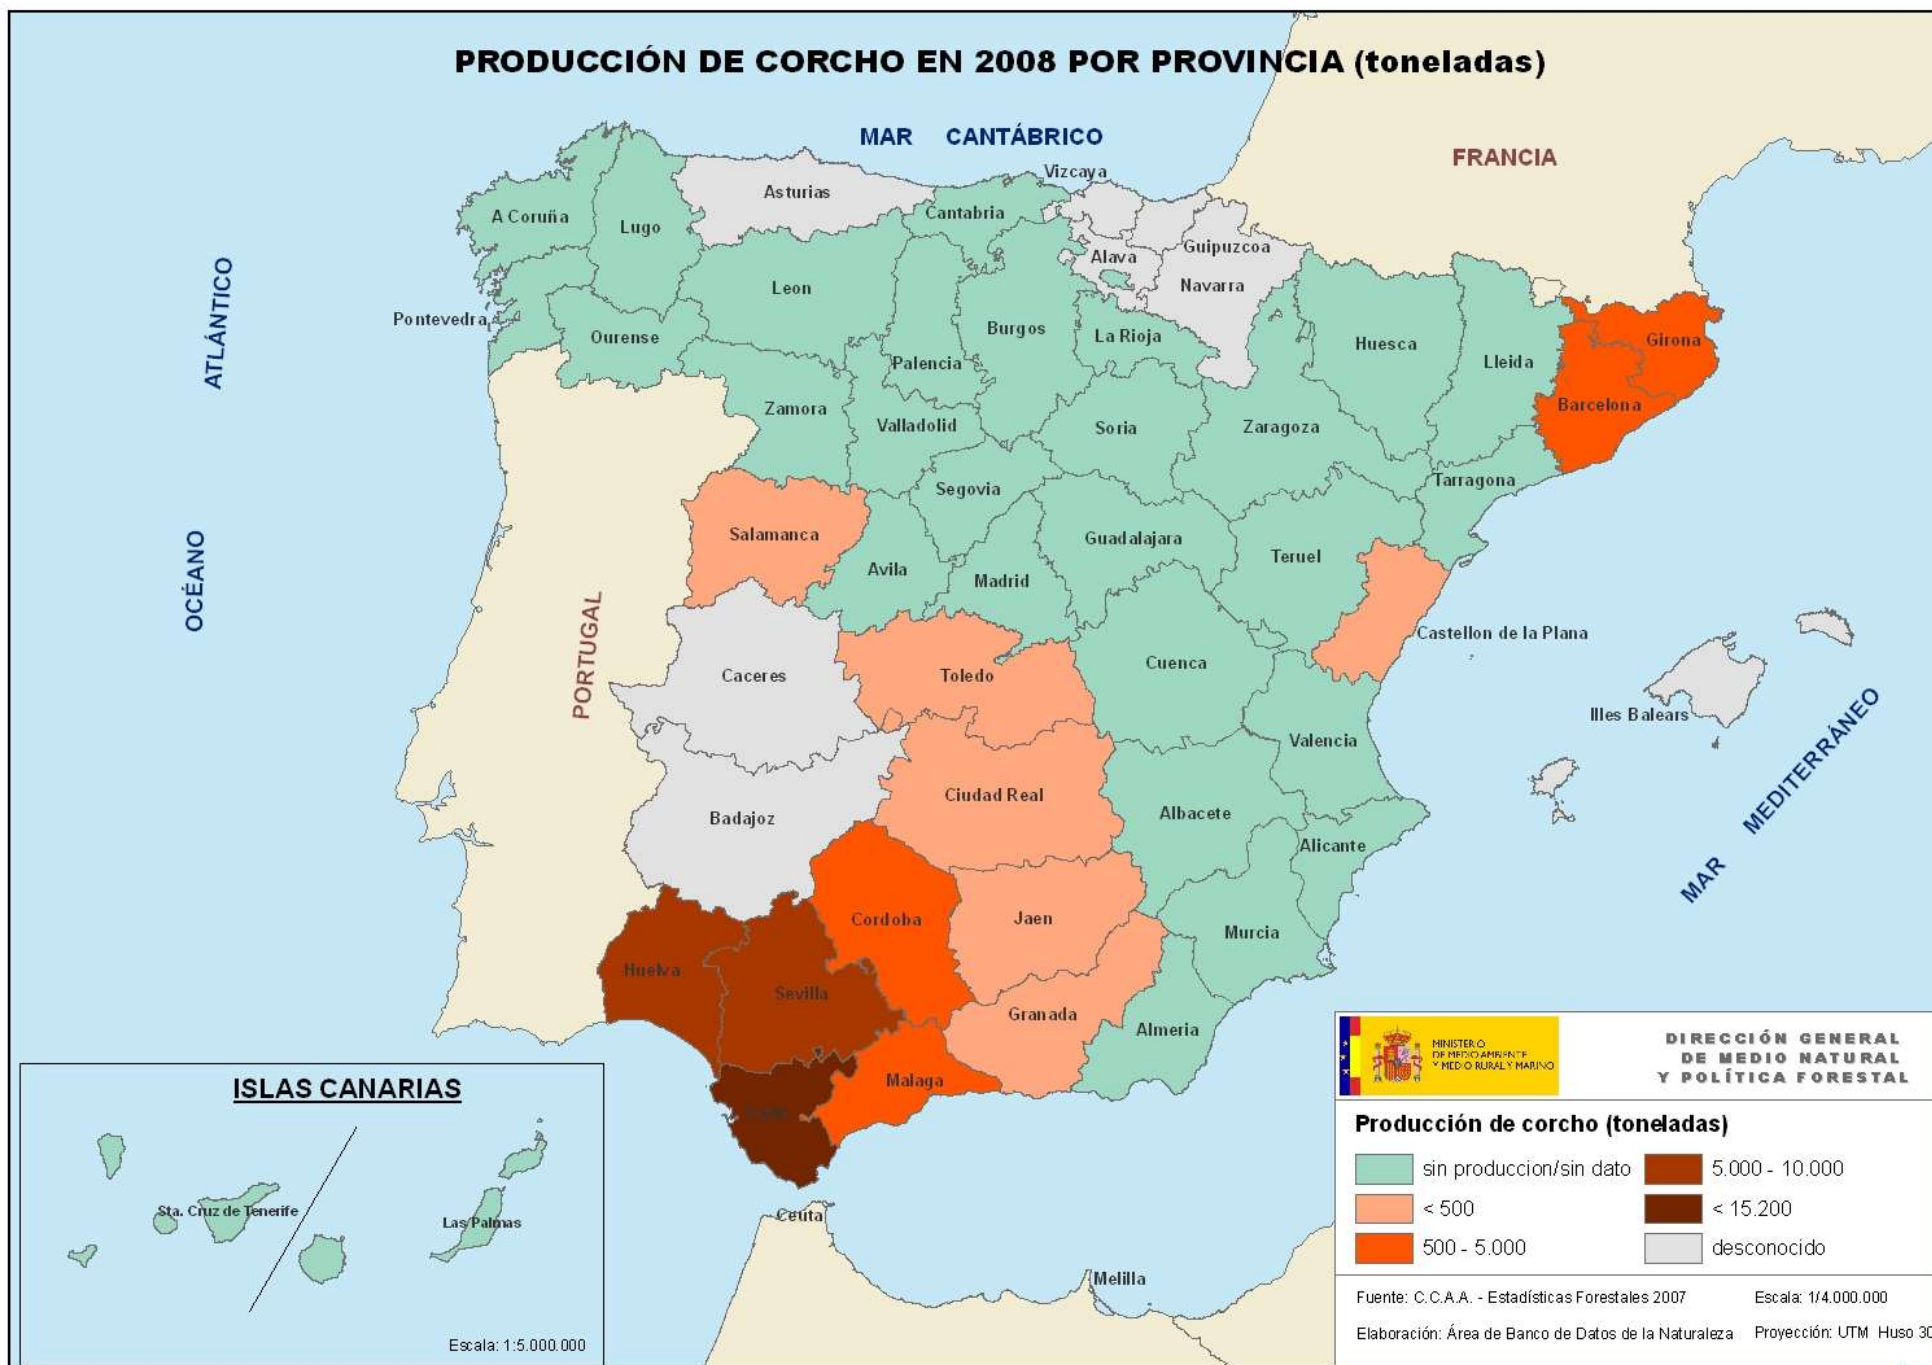 PRODUCCIÓN DE CORCHO EN 2008 POR PROVINCIA (toneladas)
MAR CANTÁBRICO
FRANCIA
Vizcaya
Asturias
A Coruña
Lugo
Cantabria
Guipuzcoa
Alava
Navarra
Leon
ATLÁNTICO
Pontevedra
Ourense
Burgos
La Rioja
Huesca
Girona
Palencia
Lleida
Zamora
Barcelona
Valladolid
Soria
Zaragoza
Segovia
Tarragona
Salamanca
Guadalajara
Teruel
OCÉANO
Avila
Madrid
PORTUGAL
Castellon de la Plana
Caceres
Toledo
Cuenca
Illes Balears
Valencia
MAR MEDITERRÁNEO
Ciudad Real
Badajoz
Albacete
Alicante
Cordoba
Jaen
Murcia
Huelva
Sevilla
Granada
Almeria
Malaga
Ceuta
Melilla
ISLAS CANARIAS
Sta. Cruz de Tenerife
Las Palmas
Escala: 1:5.000.000
MINISTERIO
DE MEDIO AMBIENTE
Y MEDIO RURAL Y MARINO
DIRECCIÓN GENERAL
DE MEDIO NATURAL
Y POLÍTICA FORESTAL
Producción de corcho (toneladas)
sin produccion/sin dato
5.000 - 10.000
< 500
< 15.200
500 - 5.000
desconocido
Fuente: C.C.A.A. - Estadísticas Forestales 2007
Escala: 1/4.000.000
Elaboración: Área de Banco de Datos de la Naturaleza
Proyección: UTM Huso 30